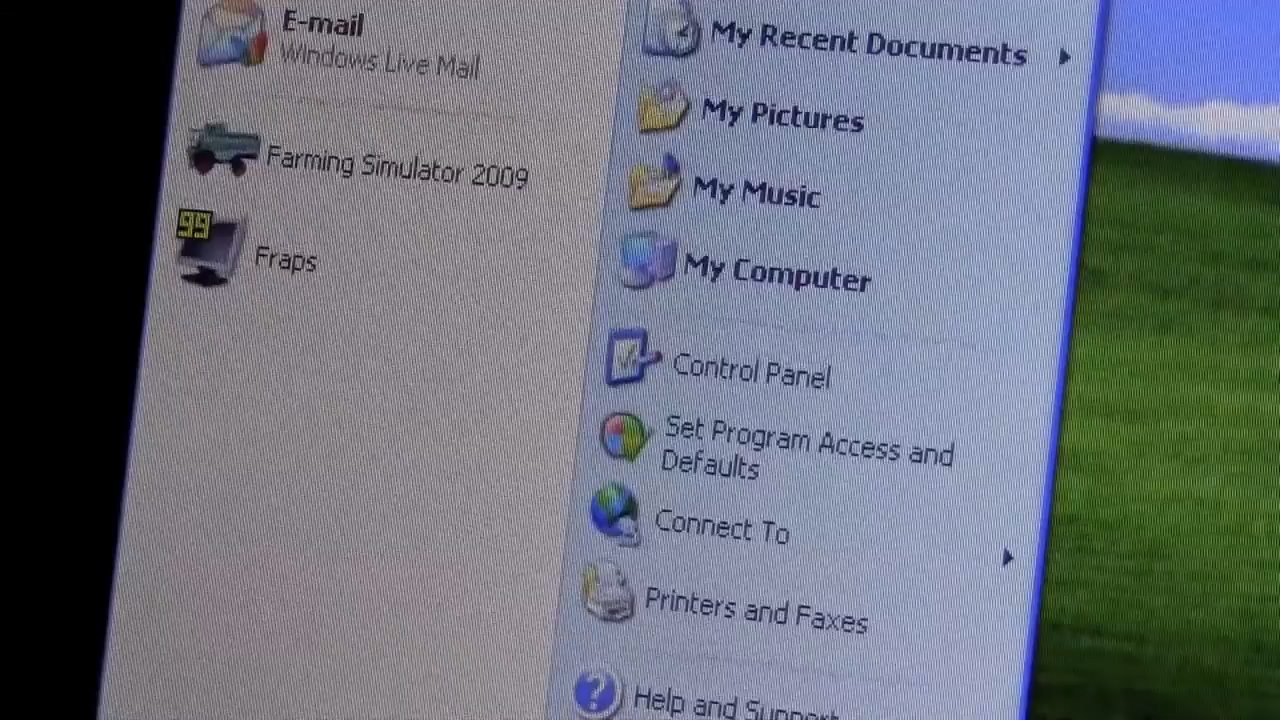 E-mail
Windows Live Mail
Farming Simulator 2009
99
Fraps
My Recent Documents
My Pictures
My Music
My Computer
Control Panel
Set Program Access and
Defaults
Connect To
Printers and Faxes
Help and Support